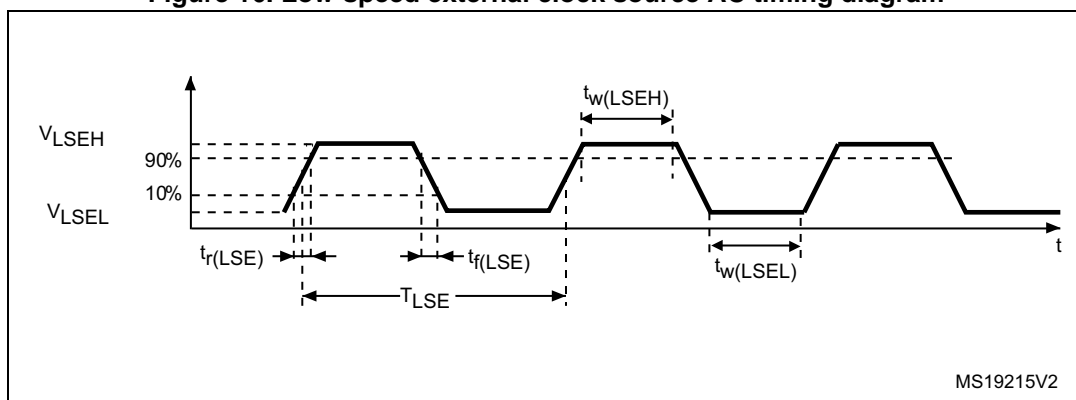 Figure 16. Low-speed external clock source AC timing diagram
tw(LSEH)
VLSEH
90%
10%
VLSEL
t
tr(LSE)
tf(LSE)
tw(LSEL)
TLSE
MS19215V2